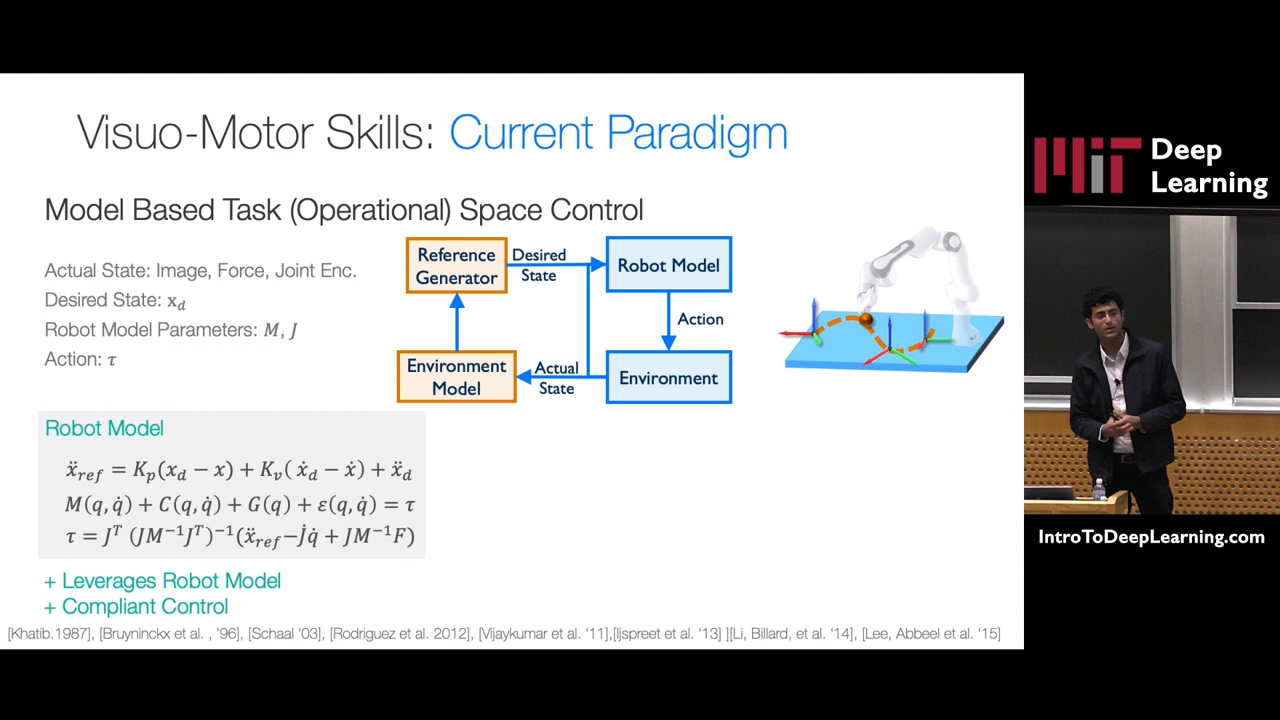 Visuo-Motor Skills: Current Paradigm
Model Based Task (Operational) Space Control
Actual State: Image, Force, Joint Enc.
Desired State: x_d
Robot Model Parameters: M, J
Action: τ
Reference
Generator
Desired
State
Robot Model
Action
Environment
Model
Actual
State
Environment
Robot Model
ẍ_ref = K_p(x_d − x) + K_v(ẋ_d − ẋ) + ẍ_d
M(q, q̇) + C(q, q̇) + G(q) + ε(q, q̇) = τ
τ = J^T (JM^−1J^T)^−1(ẍ_ref−J̇q̇ + JM^−1F)
+ Leverages Robot Model
+ Compliant Control
[Khatib.1987], [Bruyninckx et al. , '96], [Schaal '03], [Rodriguez et al. 2012], [Vijaykumar et al. '11],[Ijspreet et al. '13] ][Li, Billard, et al. '14], [Lee, Abbeel et al. '15]
MIT
Deep
Learning
IntroToDeepLearning.com